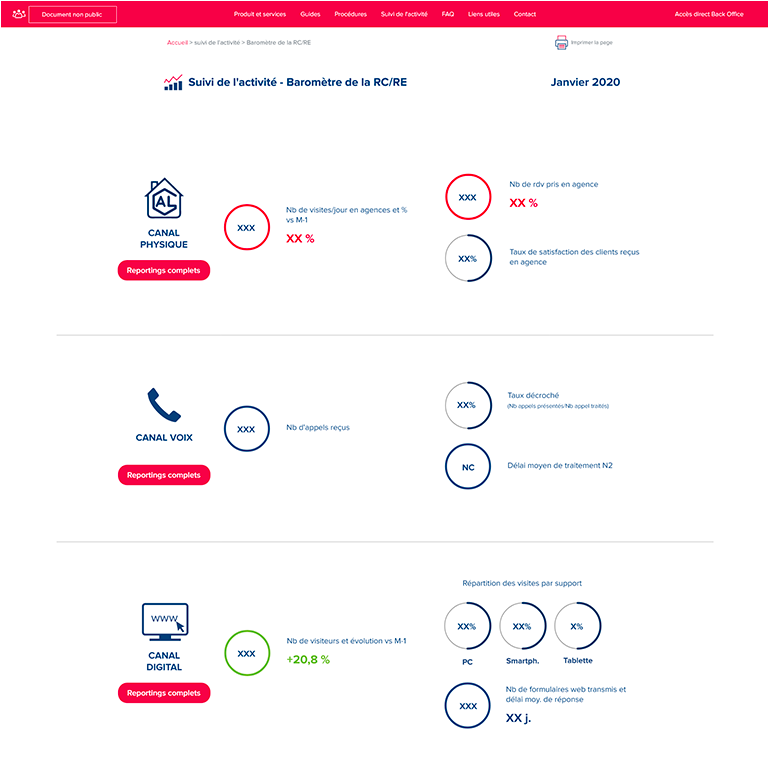 Document non public
Produit et services
Guides
Procédures
Suivi de l'activité
FAQ
Liens utiles
Contact
Accès direct Back Office
Accueil > suivi de l'activité > Baromètre de la RC/RE
Imprimer la page
Suivi de l'activité - Baromètre de la RC/RE
Janvier 2020
AL
CANAL
PHYSIQUE
Reportings complets
XXX
Nb de visites/jour en agences et %
vs M-1
XX %
XXX
Nb de rdv pris en agence
XX %
XX%
Taux de satisfaction des clients reçus
en agence
CANAL VOIX
Reportings complets
XXX
Nb d'appels reçus
XX%
Taux décroché
(Nb appels présentés/Nb appel traités)
NC
Délai moyen de traitement N2
WWW
CANAL
DIGITAL
Reportings complets
XXX
Nb de visiteurs et évolution vs M-1
+20,8 %
Répartition des visites par support
XX%
XX%
X%
PC
Smartph.
Tablette
XXX
Nb de formulaires web transmis et
délai moy. de réponse
XX j.